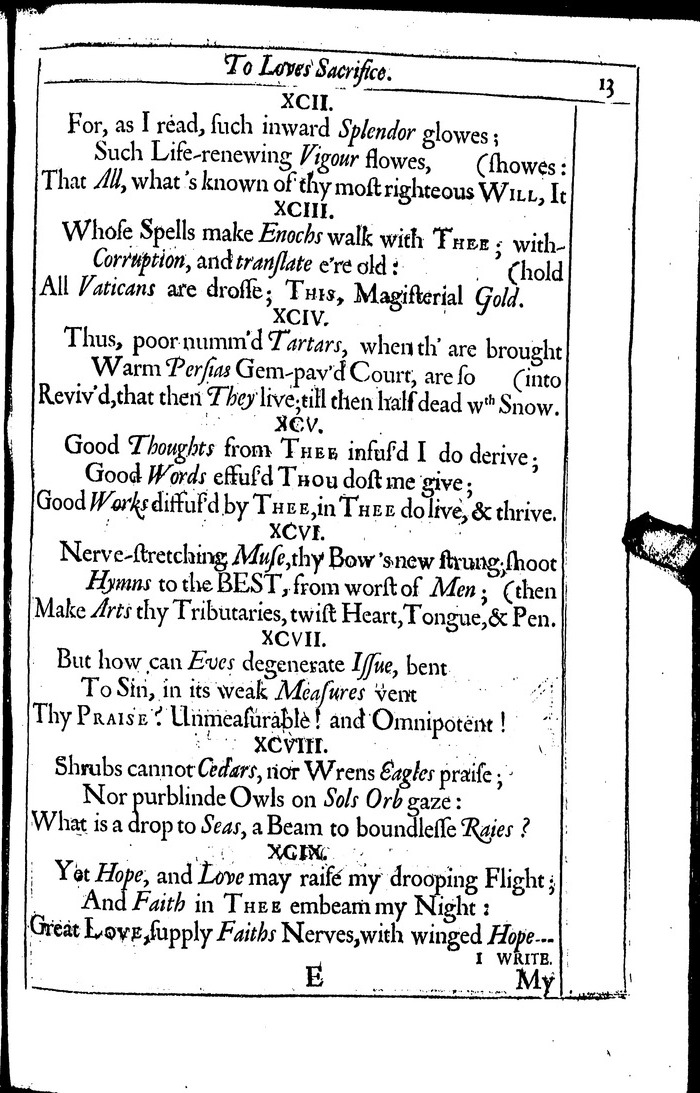 To Loves Sacrifice.
13
XCII.
For, as I read, ſuch inward Splendor glowes;
Such Life-renewing Vigour flowes, (ſhowes:
That All, what's known of thy moſt righteous WILL, It
XCIII.
Whoſe Spells make Enochs walk with THEE; with-
Corruption, and tranſlate e're old: (hold
All Vaticans are droſſe; THIS, Magiſterial Gold.
XCIV.
Thus, poor numm'd Tartars, when th' are brought
Warm Perſias Gem-pav'd Court, are ſo (into
Reviv'd, that then They live; till then half dead wth Snow.
XCV.
Good Thoughts from THEE infuſ'd I do derive;
Good Words effuſ'd THOU doſt me give;
Good Works diffuſ'd by THEE, in THEE do live, & thrive.
XCVI.
Nerve-ſtretching Muſe, thy Bow's new ſtrung; ſhoot
Hymns to the BEST, from worſt of Men; (then
Make Arts thy Tributaries, twiſt Heart, Tongue, & Pen.
XCVII.
But how can Eves degenerate Iſſue, bent
To Sin, in its weak Meaſures vent
Thy PRAISE? Unmeaſurable! and Omnipotent!
XCVIII.
Shrubs cannot Cedars, nor Wrens Eagles praiſe;
Nor purblinde Owls on Sols Orb gaze:
What is a drop to Seas, a Beam to boundleſſe Raies?
XCIX.
Yet Hope, and Love may raiſe my drooping Flight;
And Faith in THEE embeam my Night:
Great LOVE, ſupply Faiths Nerves, with winged Hope---
I WRITE.
E My